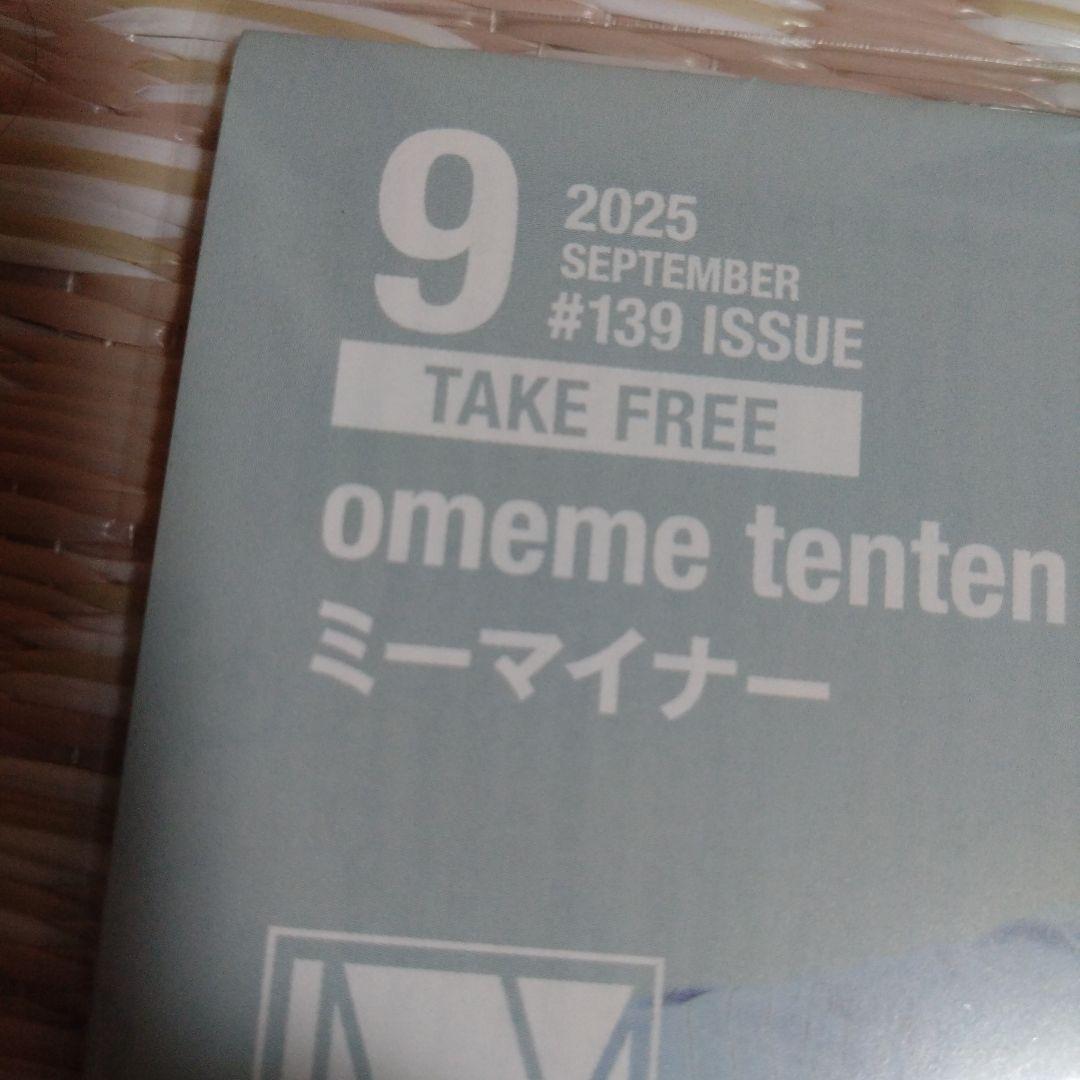 9
2025
SEPTEMBER
#139 ISSUE
TAKE FREE
omeme tenten
ミーマイナー